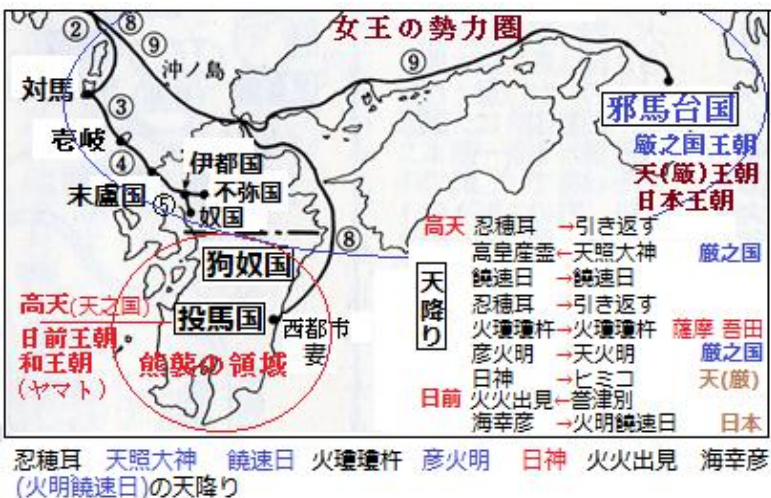 ② ⑧ ⑨
女王の勢力圏
沖ノ島
⑨
対馬
③
壱岐
④
伊都国
末盧国
不弥国
⑤
奴国
邪馬台国
厳之国王朝
天(厳)王朝
日本王朝
⑧
狗奴国
投馬国
西都市
妻
高天(天之国)
日前王朝
和王朝
(ヤマト)
熊襲の領域
天降り
高天 忍穂耳 →引き返す
高皇産霊←天照大神 厳之国
饒速日 →饒速日
忍穂耳 →引き返す
火瓊瓊杵→火瓊瓊杵 薩摩 吾田
彦火明 →天火明 厳之国
日神 →ヒミコ 天(厳)
日前 火火出見←誉津別
海幸彦 →火明饒速日 日本
忍穂耳 天照大神 饒速日 火瓊瓊杵 彦火明 日神 火火出見 海幸彦
(火明饒速日)の天降り